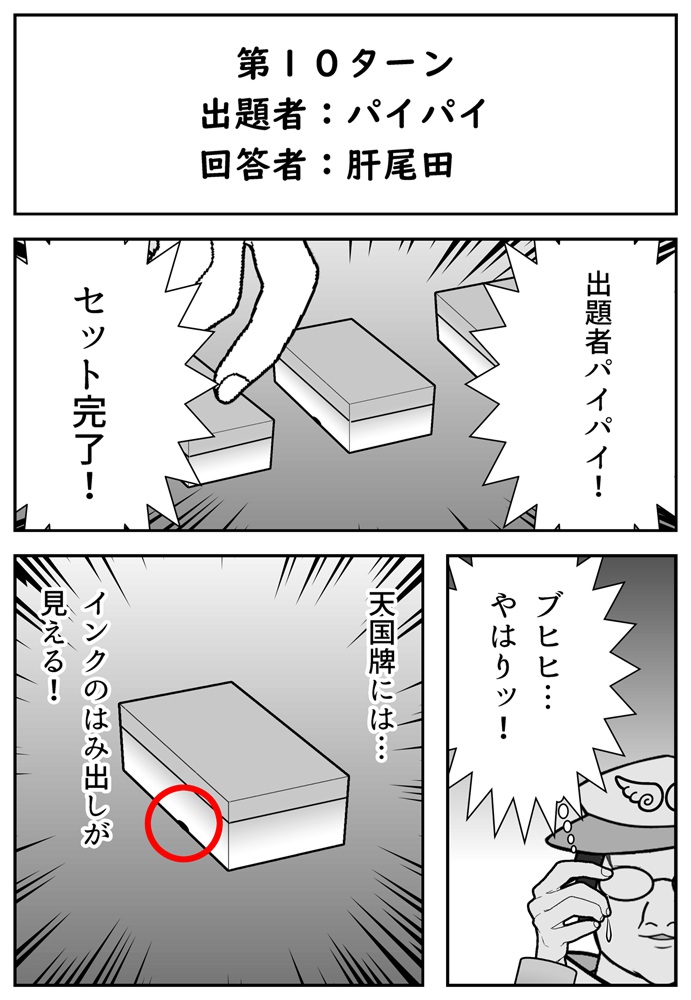 第１０ターン
出題者：パイパイ
回答者：肝尾田
出題者パイパイ！
セット完了！
ブヒヒ…
やはりッ！
天国牌には…
インクのはみ出しが
見える！